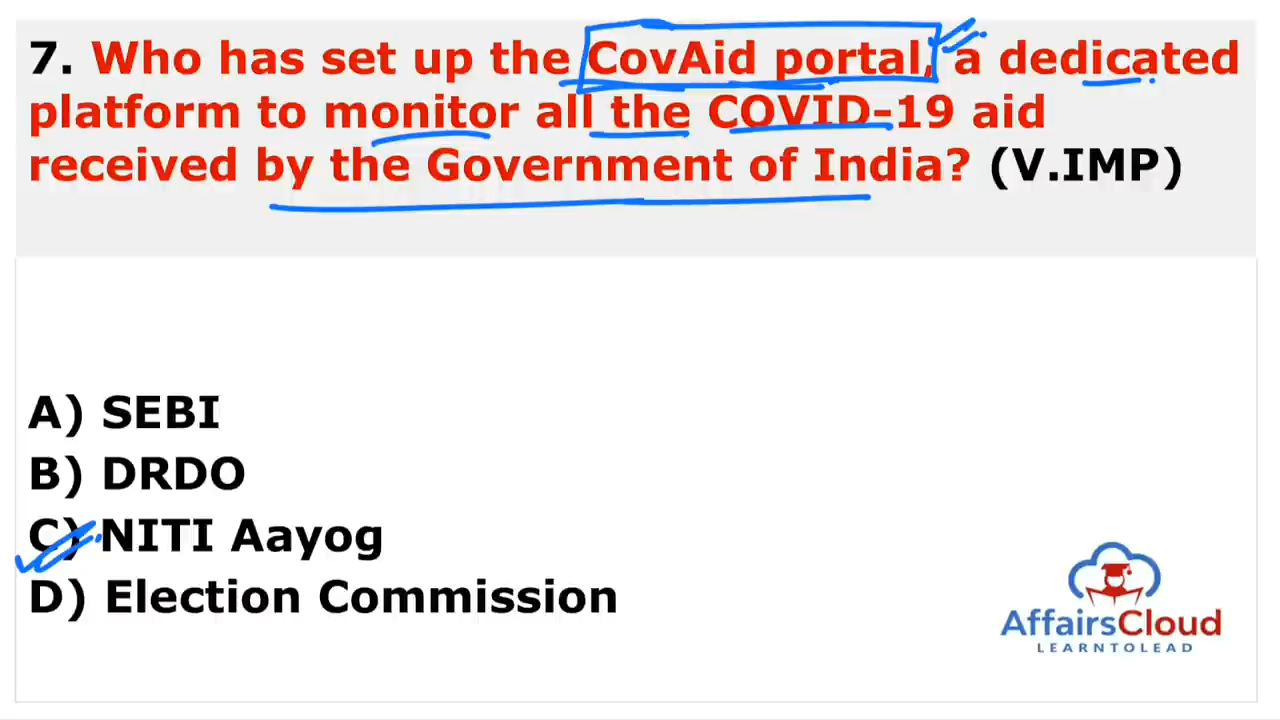 7. Who has set up the CovAid portal, a dedicated
platform to monitor all the COVID-19 aid
received by the Government of India? (V.IMP)
A) SEBI
B) DRDO
C) NITI Aayog
D) Election Commission
AffairsCloud
LEARNTOLEAD